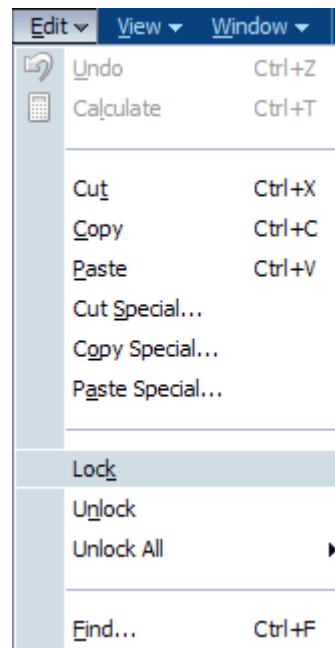 Edit View Window
Undo Ctrl+Z
Calculate Ctrl+T
Cut Ctrl+X
Copy Ctrl+C
Paste Ctrl+V
Cut Special...
Copy Special...
Paste Special...
Lock
Unlock
Unlock All
Find... Ctrl+F